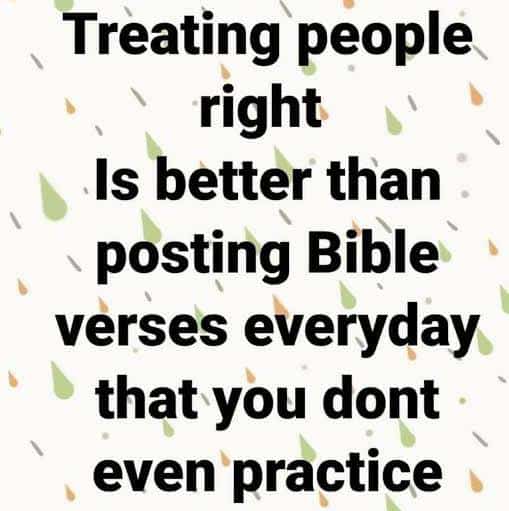 Treating people
right
Is better than
posting Bible
verses everyday
that you dont
even practice